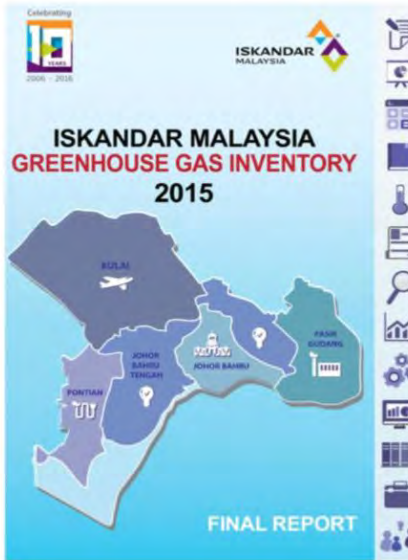 Celebrating
10
YEARS
2006 - 2016
ISKANDAR
MALAYSIA
ISKANDAR MALAYSIA
GREENHOUSE GAS INVENTORY
2015
KULAI
PASIR
GUDANG
JOHOR
BAHRU
TENGAH
JOHOR BAHRU
PONTIAN
FINAL REPORT